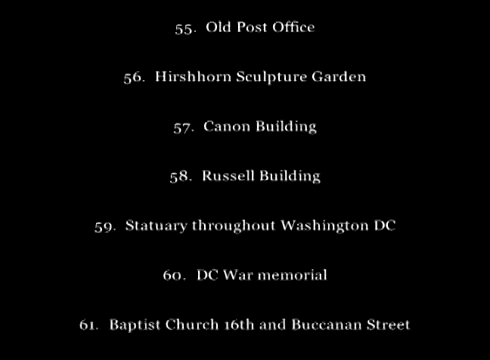 55. Old Post Office
56. Hirshhorn Sculpture Garden
57. Canon Building
58. Russell Building
59. Statuary throughout Washington DC
60. DC War memorial
61. Baptist Church 16th and Buccanan Street